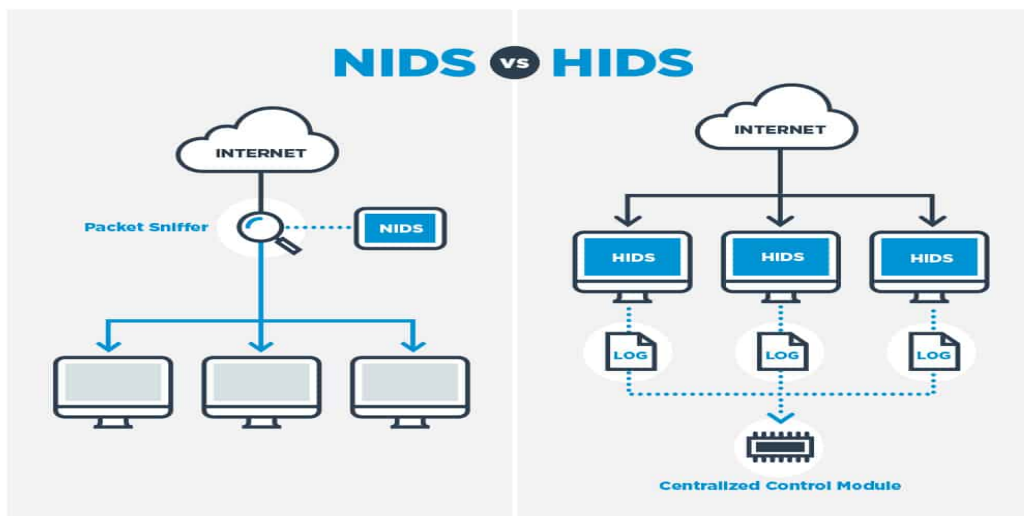 NIDS vs HIDS
INTERNET
Packet Sniffer
NIDS
INTERNET
HIDS
HIDS
HIDS
LOG
LOG
LOG
Centralized Control Module